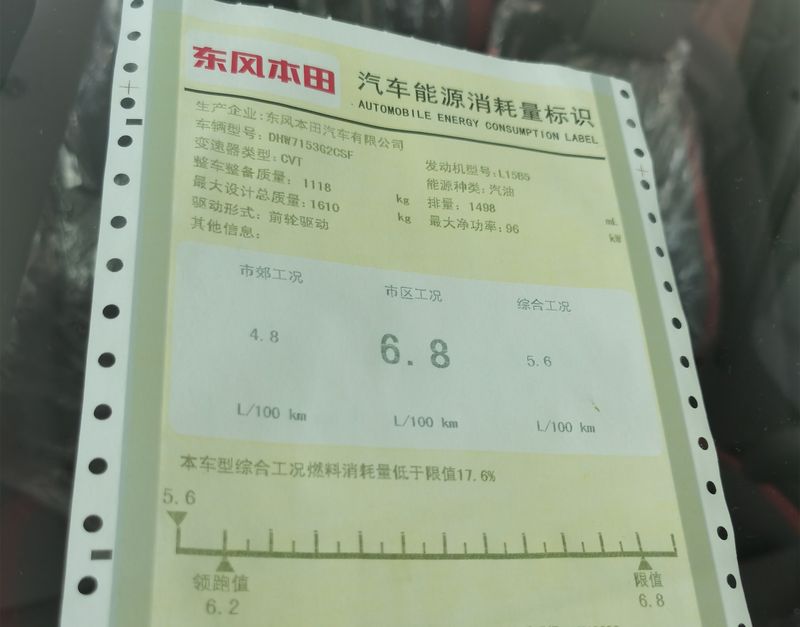 东风本田
汽车能源消耗量标识
AUTOMOBILE ENERGY CONSUMPTION LABEL
生产企业:东风本田汽车有限公司
车辆型号: DHW7153G2CSF
变速器类型: CVT
发动机型号: L15B5
整车整备质量: 1118 kg
能源种类: 汽油
最大设计总质量: 1610 kg
排量: 1498 mL
驱动形式: 前轮驱动
最大净功率: 96 kW
其他信息:
市郊工况
市区工况
综合工况
4.8
6.8
5.6
L/100 km
L/100 km
L/100 km
本车型综合工况燃料消耗量低于限值17.6%
5.6
领跑值
6.2
限值
6.8